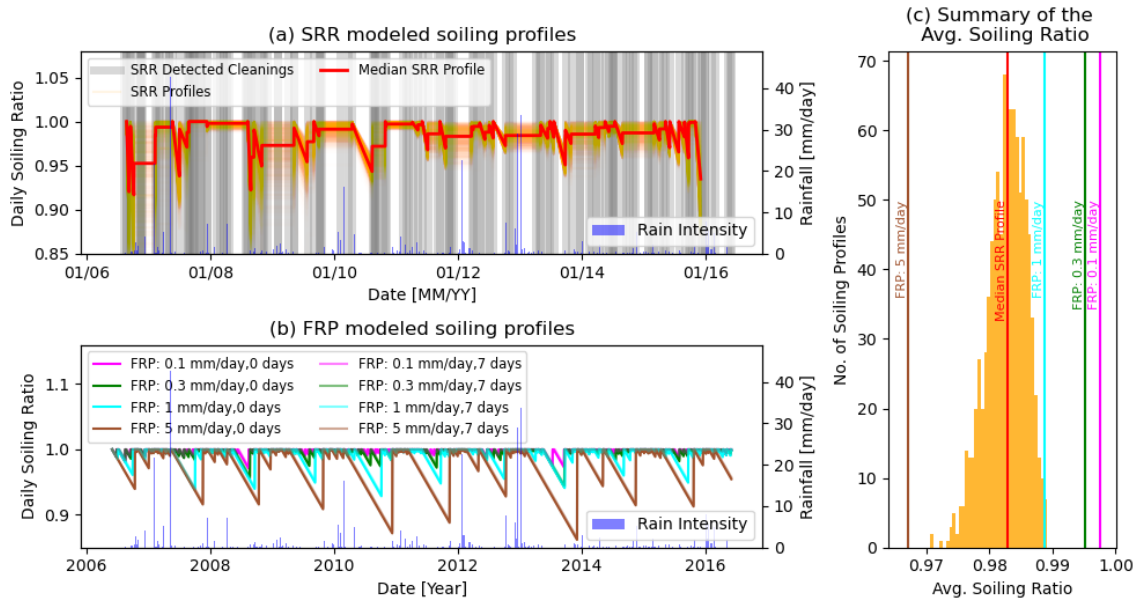 (a) SRR modeled soiling profiles
SRR Detected Cleanings
SRR Profiles
Median SRR Profile
Rain Intensity
Daily Soiling Ratio
1.05
1.00
0.95
0.90
0.85
Rainfall [mm/day]
40
30
20
10
0
01/06 01/08 01/10 01/12 01/14 01/16
Date [MM/YY]
(b) FRP modeled soiling profiles
FRP: 0.1 mm/day,0 days
FRP: 0.3 mm/day,0 days
FRP: 1 mm/day,0 days
FRP: 5 mm/day,0 days
FRP: 0.1 mm/day,7 days
FRP: 0.3 mm/day,7 days
FRP: 1 mm/day,7 days
FRP: 5 mm/day,7 days
Rain Intensity
Daily Soiling Ratio
1.1
1.0
0.9
Rainfall [mm/day]
40
30
20
10
0
2006 2008 2010 2012 2014 2016
Date [Year]
(c) Summary of the
Avg. Soiling Ratio
No. of Soiling Profiles
70
60
50
40
30
20
10
0
FRP: 5 mm/day
Median SRR Profile
FRP: 1 mm/day
FRP: 0.3 mm/day
FRP: 0.1 mm/day
0.97 0.98 0.99 1.00
Avg. Soiling Ratio